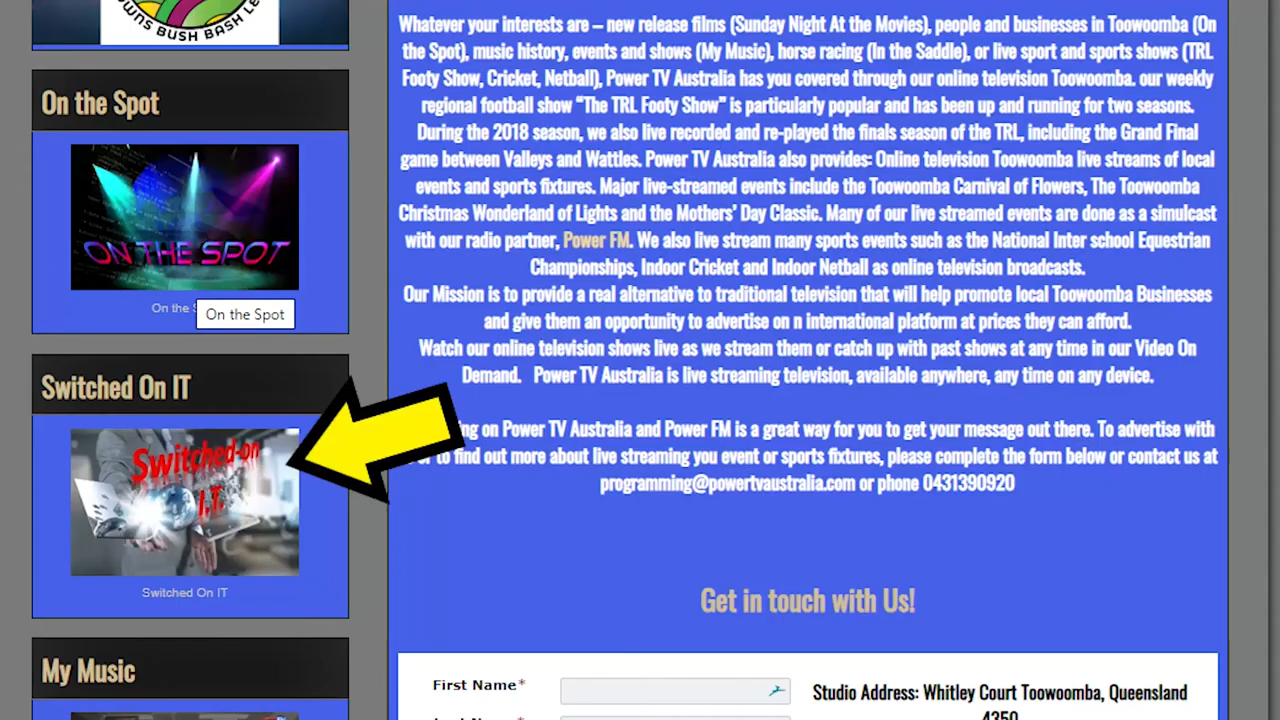 OWNS BUSH BASH LE
On the Spot
ON THE SPOT
On the S
On the Spot
Switched On IT
Switched-on
I.T.
Switched On IT
My Music
Whatever your interests are – new release films (Sunday Night At the Movies), people and businesses in Toowoomba (On
the Spot), music history, events and shows (My Music), horse racing (In the Saddle), or live sport and sports shows (TRL
Footy Show, Cricket, Netball), Power TV Australia has you covered through our online television Toowoomba. our weekly
regional football show “The TRL Footy Show” is particularly popular and has been up and running for two seasons.
During the 2018 season, we also live recorded and re-played the finals season of the TRL, including the Grand Final
game between Valleys and Wattles. Power TV Australia also provides: Online television Toowoomba live streams of local
events and sports fixtures. Major live-streamed events include the Toowoomba Carnival of Flowers, The Toowoomba
Christmas Wonderland of Lights and the Mothers’ Day Classic. Many of our live streamed events are done as a simulcast
with our radio partner, Power FM. We also live stream many sports events such as the National Inter school Equestrian
Championships, Indoor Cricket and Indoor Netball as online television broadcasts.
Our Mission is to provide a real alternative to traditional television that will help promote local Toowoomba Businesses
and give them an opportunity to advertise on n international platform at prices they can afford.
Watch our online television shows live as we stream them or catch up with past shows at any time in our Video On
Demand. Power TV Australia is live streaming television, available anywhere, any time on any device.
ng on Power TV Australia and Power FM is a great way for you to get your message out there. To advertise with
to find out more about live streaming you event or sports fixtures, please complete the form below or contact us at
programming@powertvaustralia.com or phone 0431390920
Get in touch with Us!
First Name*
Studio Address: Whitley Court Toowoomba, Queensland
4350